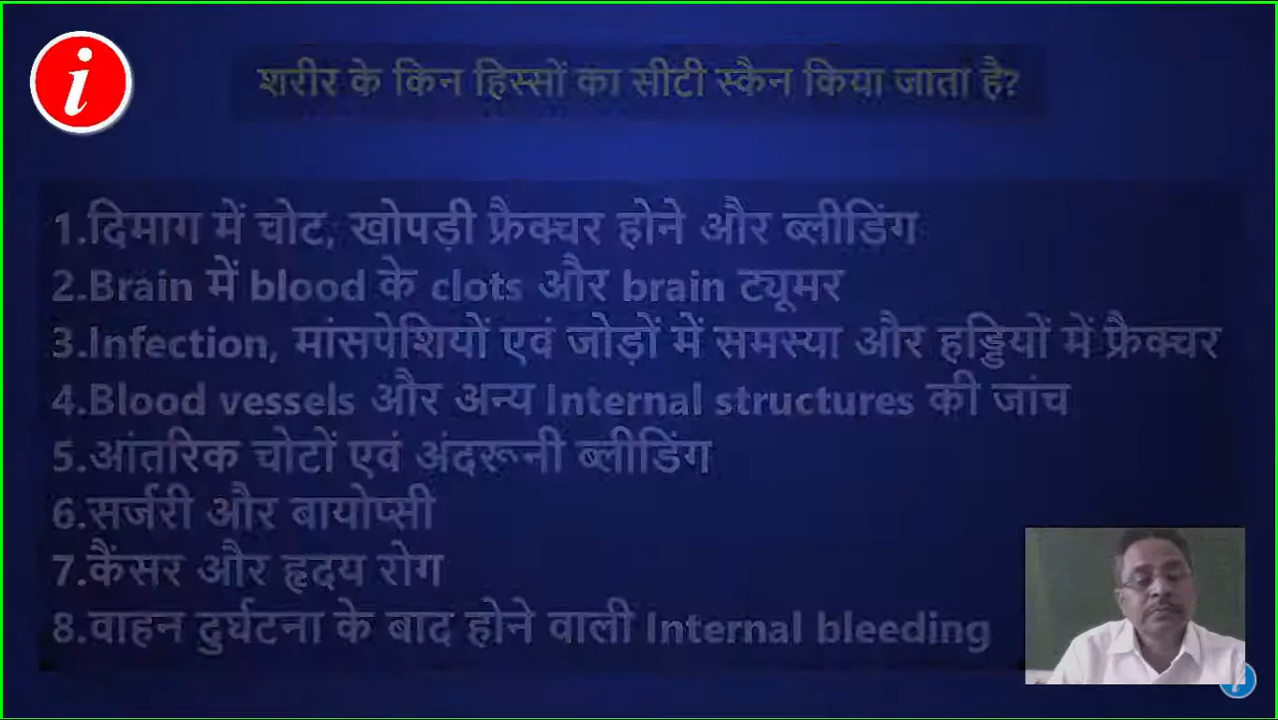 i
शरीर के किन हिस्सों का सीटी स्कैन किया जाता है?
1.दिमाग में चोट, खोपड़ी फ्रैक्चर होने और ब्लीडिंग
2.Brain में blood के clots और brain ट्यूमर
3.Infection, मांसपेशियों एवं जोड़ों में समस्या और हड्डियों में फ्रैक्चर
4.Blood vessels और अन्य Internal structures की जांच
5.आंतरिक चोटों एवं अंदरूनी ब्लीडिंग
6.सर्जरी और बायोप्सी
7.कैंसर और हृदय रोग
8.वाहन दुर्घटना के बाद होने वाली Internal bleeding
i